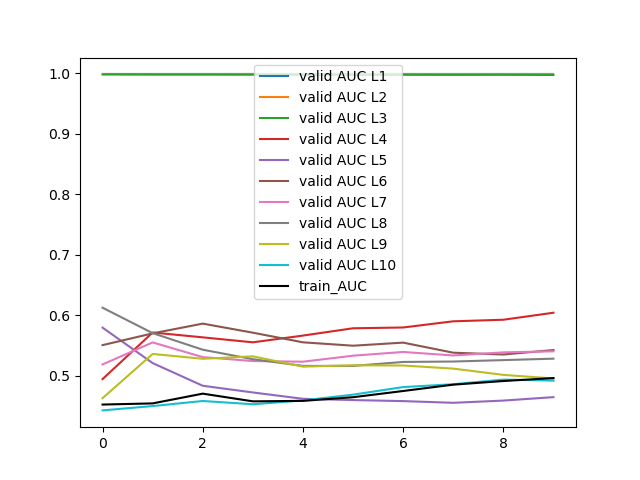 1.0
0.9
0.8
0.7
0.6
0.5
0
2
4
6
8
valid AUC L1
valid AUC L2
valid AUC L3
valid AUC L4
valid AUC L5
valid AUC L6
valid AUC L7
valid AUC L8
valid AUC L9
valid AUC L10
train_AUC